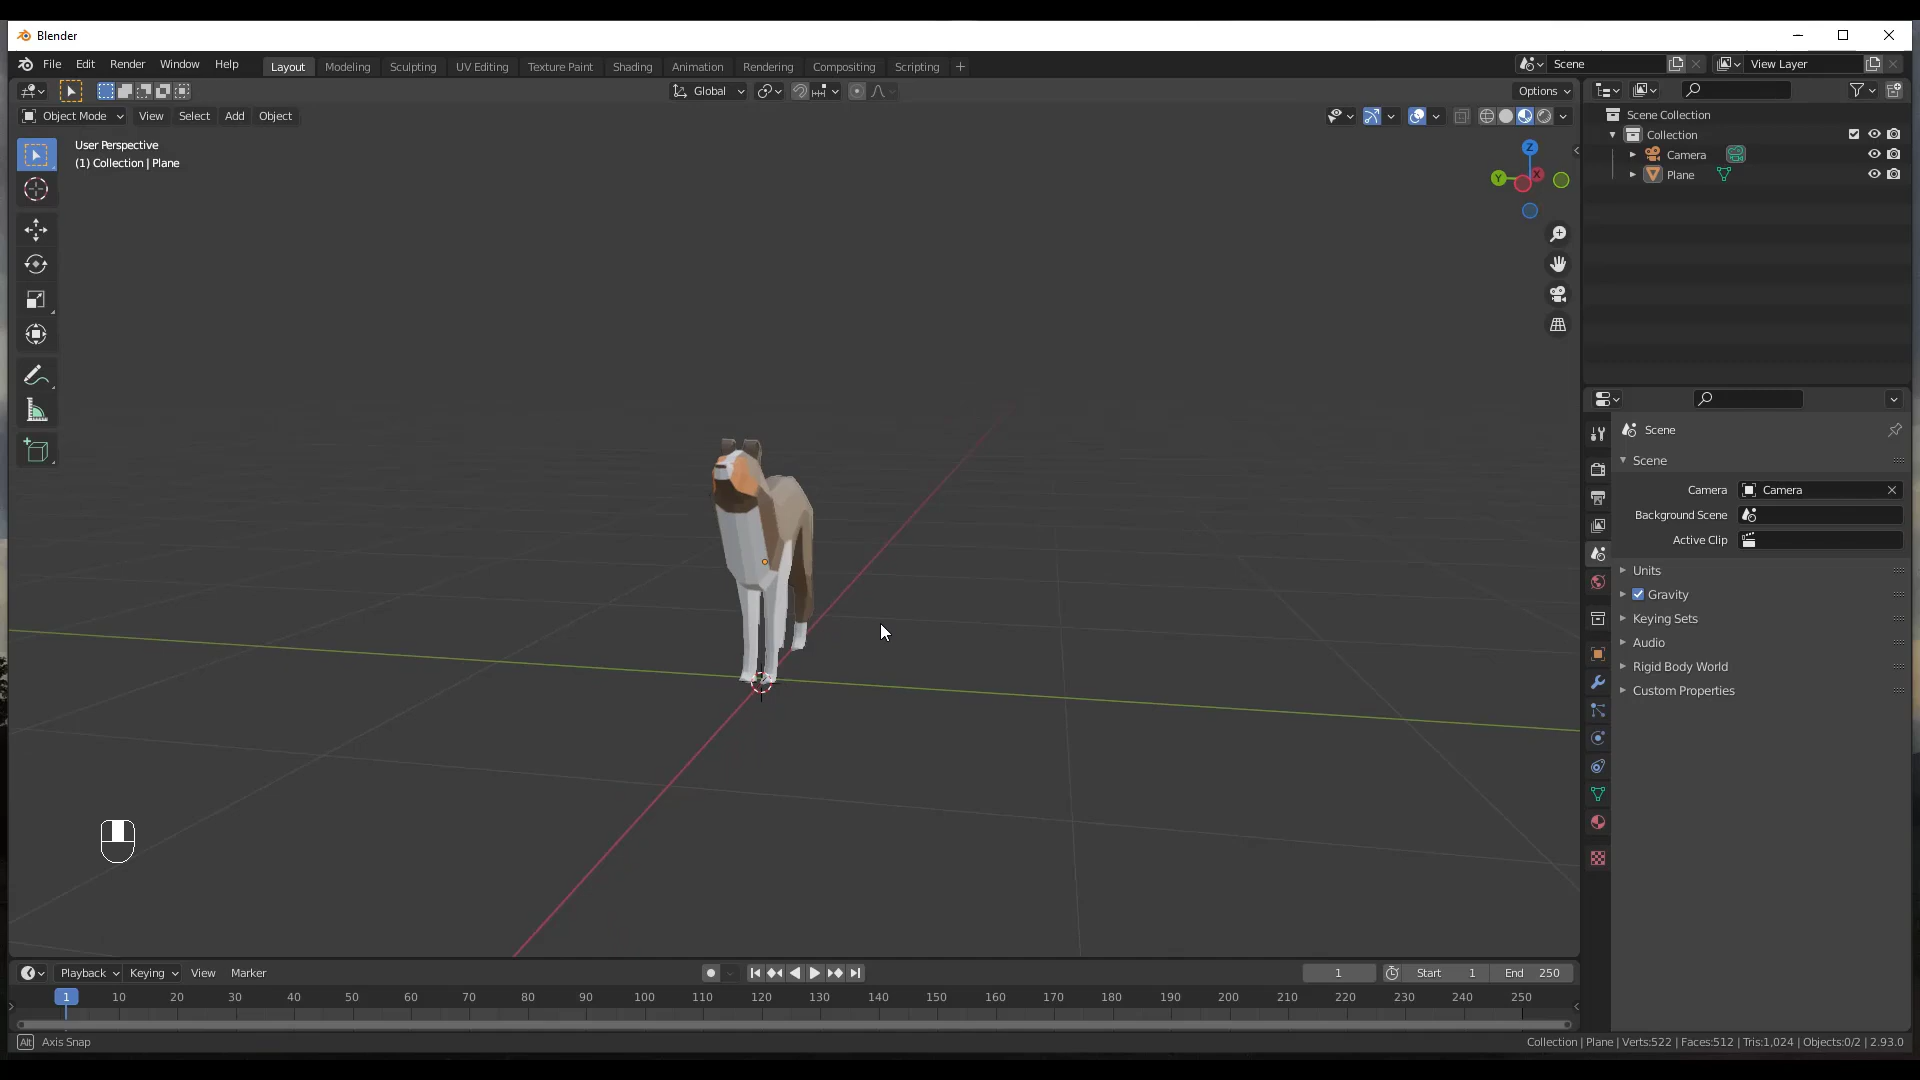 Blender
File Edit Render Window Help
Layout Modeling Sculpting UV Editing Texture Paint Shading Animation Rendering Compositing Scripting
Scene
View Layer
Global
Options
Object Mode View Select Add Object
User Perspective
(1) Collection | Plane
Z
Y
X
Scene Collection
Collection
Camera
Plane
Scene
Scene
Camera Camera
Background Scene
Active Clip
Units
Gravity
Keying Sets
Audio
Rigid Body World
Custom Properties
Playback Keying View Marker
1 Start 1 End 250
1 10 20 30 40 50 60 70 80 90 100 110 120 130 140 150 160 170 180 190 200 210 220 230 240 250
Alt Axis Snap
Collection | Plane | Verts:522 | Faces:512 | Tris:1,024 | Objects:0/2 | 2.93.0